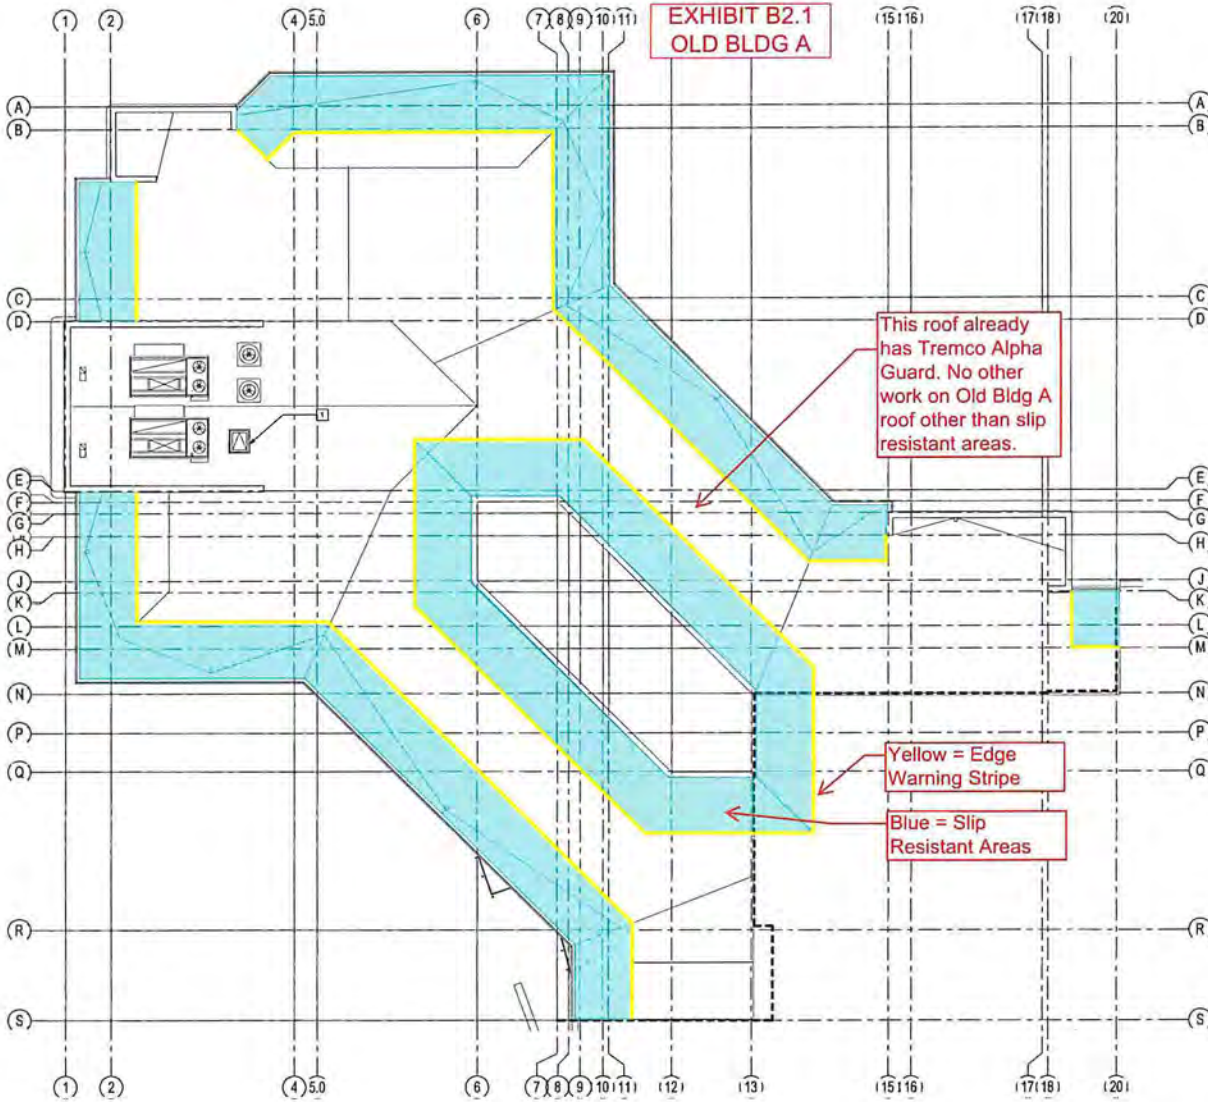 1 2 4 5.0 6 7 8 9 10 11 15 16 17 18 20
EXHIBIT B2.1
OLD BLDG A
A A
B B
C C
D D
This roof already
has Tremco Alpha
Guard. No other
work on Old Bldg A
roof other than slip
resistant areas.
1
E E
F F
G G
H H
J J
K K
L L
M M
N N
P P
Q Q
Yellow = Edge
Warning Stripe
Blue = Slip
Resistant Areas
R R
S S
1 2 4 5.0 6 7 8 9 10 11 12 13 15 16 17 18 20